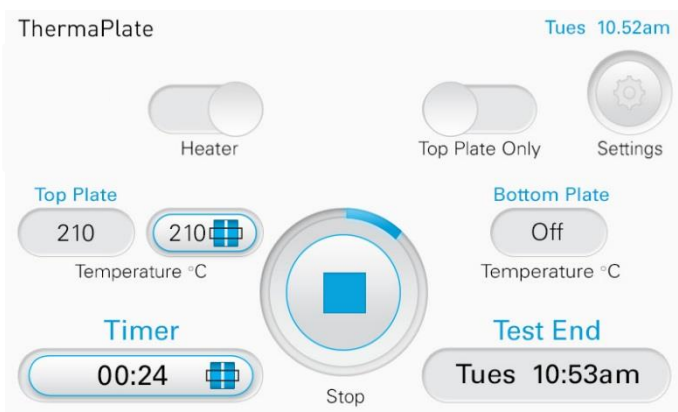 ThermaPlate
Tues 10.52am
Heater
Top Plate Only
Settings
Top Plate
Bottom Plate
210
210
Off
Temperature °C
Temperature °C
Timer
Test End
00:24
Tues 10:53am
Stop